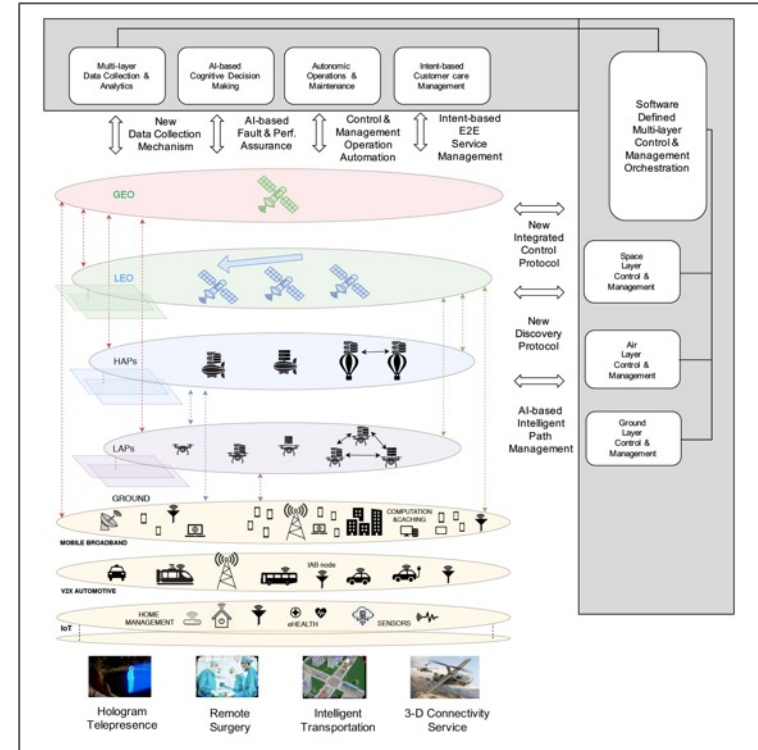 Multi-layer
Data Collection &
Analytics
AI-based
Cognitive Decision
Making
Autonomic
Operations &
Maintenance
Intent-based
Customer care
Management
Software
Defined
Multi-layer
Control &
Management
Orchestration
New
Data Collection
Mechanism
AI-based
Fault & Perf.
Assurance
Control &
Management
Operation
Automation
Intent-based
E2E
Service
Management
GEO
New
Integrated
Control
Protocol
Space
Layer
Control &
Management
LEO
New
Discovery
Protocol
Air
Layer
Control &
Management
HAPs
AI-based
Intelligent
Path
Management
Ground
Layer
Control &
Management
LAPs
GROUND
COMPUTATION
&CACHING
MOBILE BROADBAND
IAB node
V2X AUTOMOTIVE
HOME
MANAGEMENT
eHEALTH
SENSORS
IoT
Hologram
Telepresence
Remote
Surgery
Intelligent
Transportation
3-D Connectivity
Service